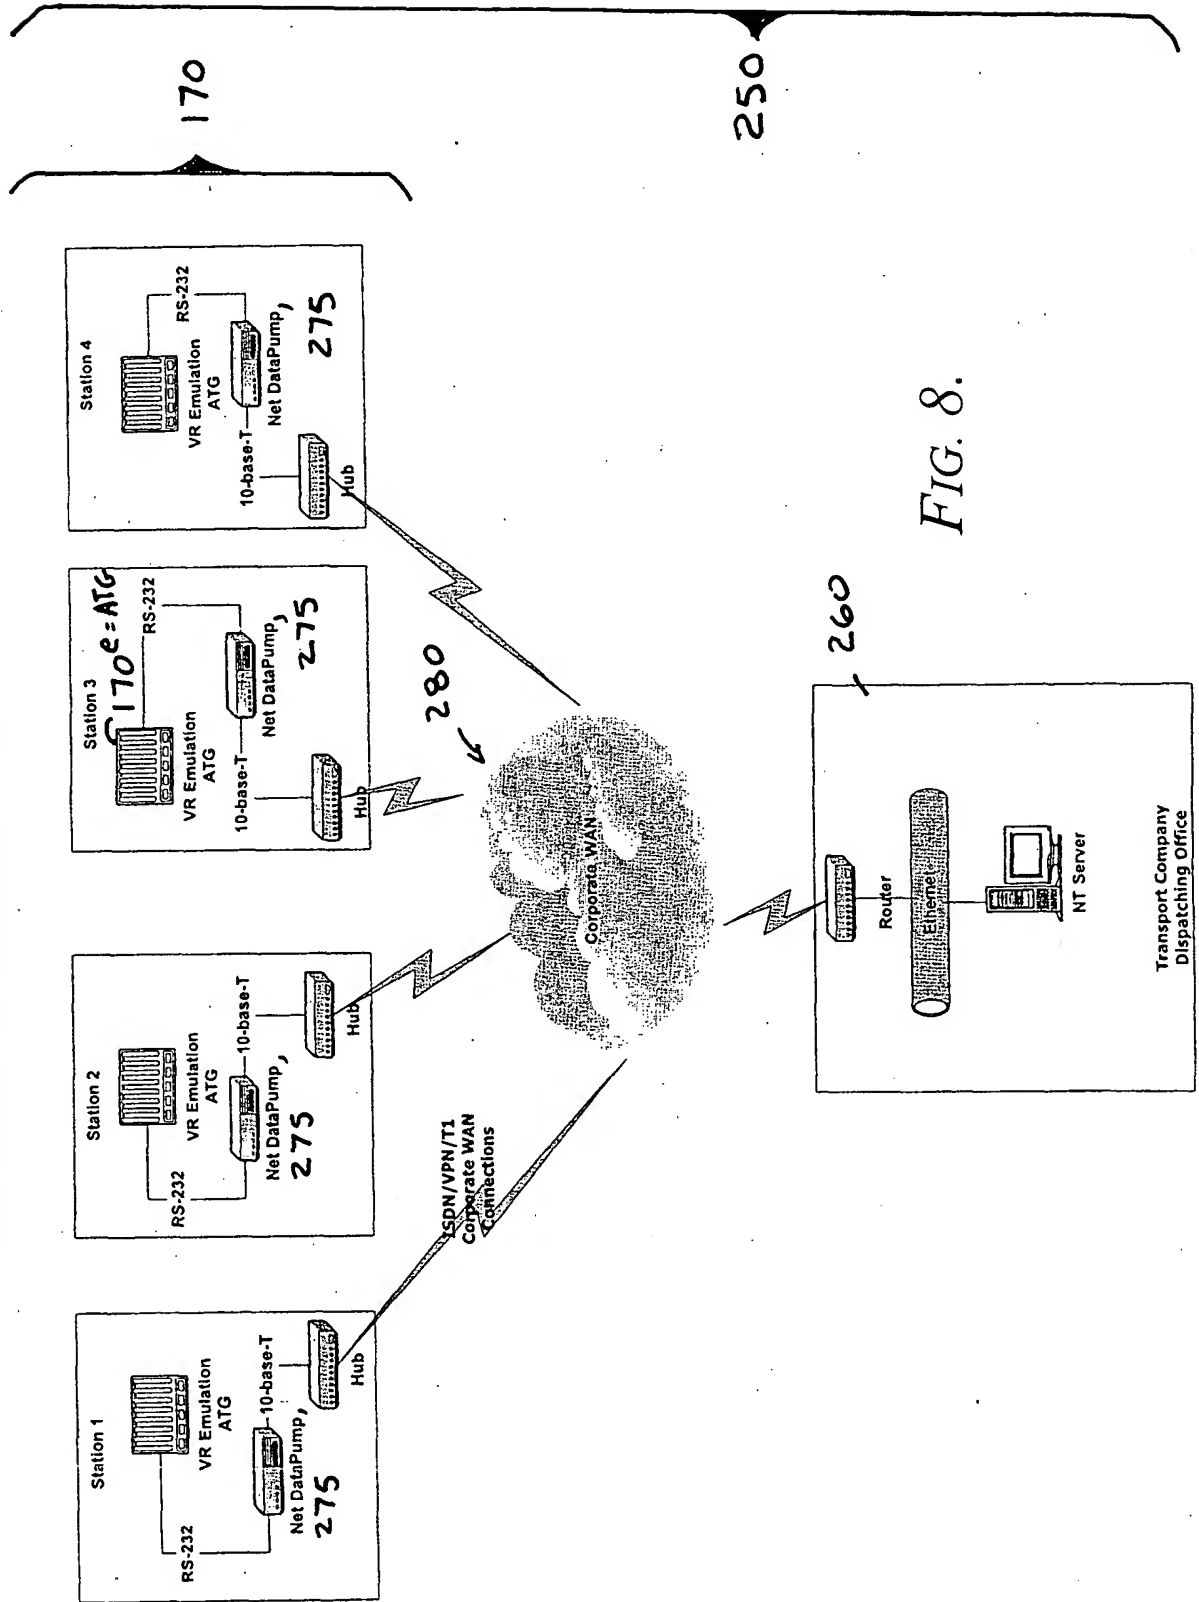 Station 1
VR Emulation
ATG
RS-232
Net DataPump,
275
10-base-T
Hub
Station 2
VR Emulation
ATG
RS-232
Net DataPump,
275
10-base-T
Hub
Station 3
170e = ATG
VR Emulation
ATG
RS-232
Net DataPump,
275
10-base-T
Hub
Station 4
VR Emulation
ATG
RS-232
Net DataPump,
275
10-base-T
Hub
170
ISDN/VPN/T1
Corporate WAN
Connections
Corporate WAN
280
250
260
Router
Ethernet
NT Server
Transport Company
Dispatching Office
FIG. 8.